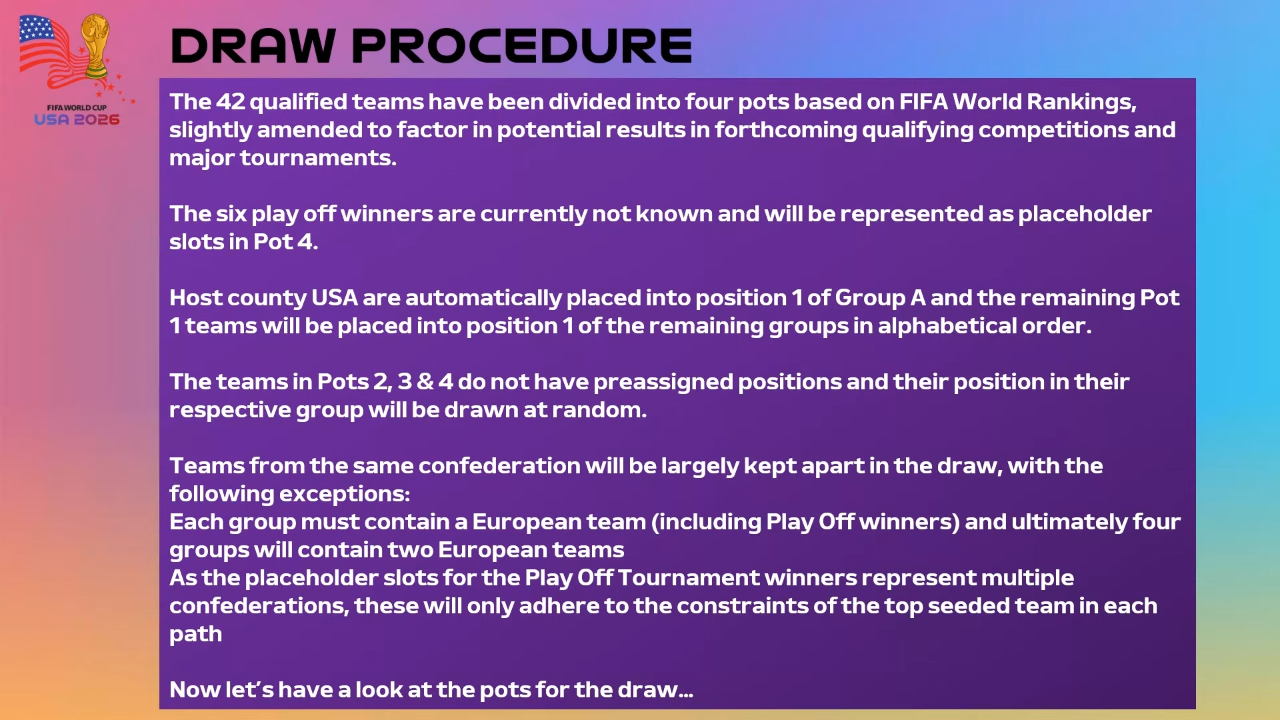 FIFA WORLD CUP
USA 2026
DRAW PROCEDURE
The 42 qualified teams have been divided into four pots based on FIFA World Rankings,
slightly amended to factor in potential results in forthcoming qualifying competitions and
major tournaments.
The six play off winners are currently not known and will be represented as placeholder
slots in Pot 4.
Host county USA are automatically placed into position 1 of Group A and the remaining Pot
1 teams will be placed into position 1 of the remaining groups in alphabetical order.
The teams in Pots 2, 3 & 4 do not have preassigned positions and their position in their
respective group will be drawn at random.
Teams from the same confederation will be largely kept apart in the draw, with the
following exceptions:
Each group must contain a European team (including Play Off winners) and ultimately four
groups will contain two European teams
As the placeholder slots for the Play Off Tournament winners represent multiple
confederations, these will only adhere to the constraints of the top seeded team in each
path
Now let's have a look at the pots for the draw...